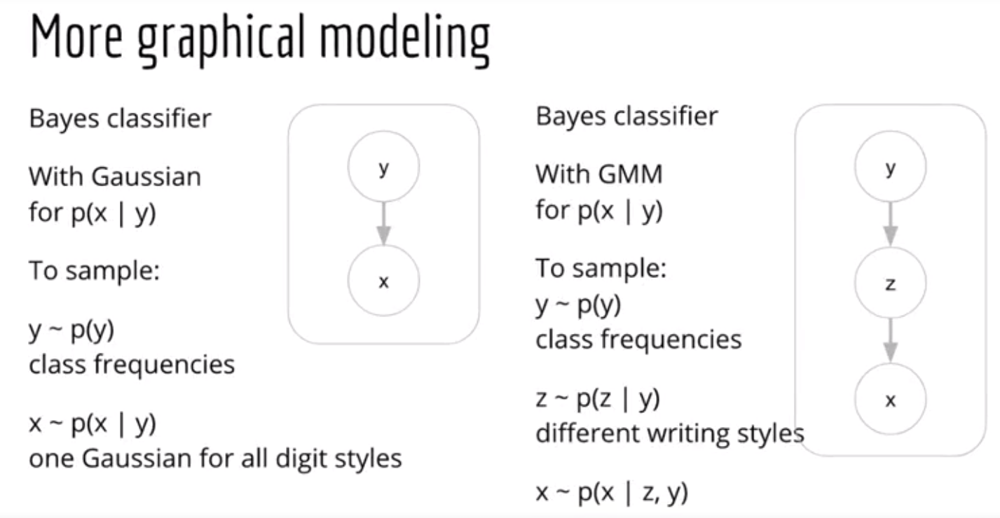 More graphical modeling
Bayes classifier
With Gaussian
for p(x | y)
To sample:
y ~ p(y)
class frequencies
x ~ p(x | y)
one Gaussian for all digit styles
y
x
Bayes classifier
With GMM
for p(x | y)
To sample:
y ~ p(y)
class frequencies
z ~ p(z | y)
different writing styles
x ~ p(x | z, y)
y
z
x